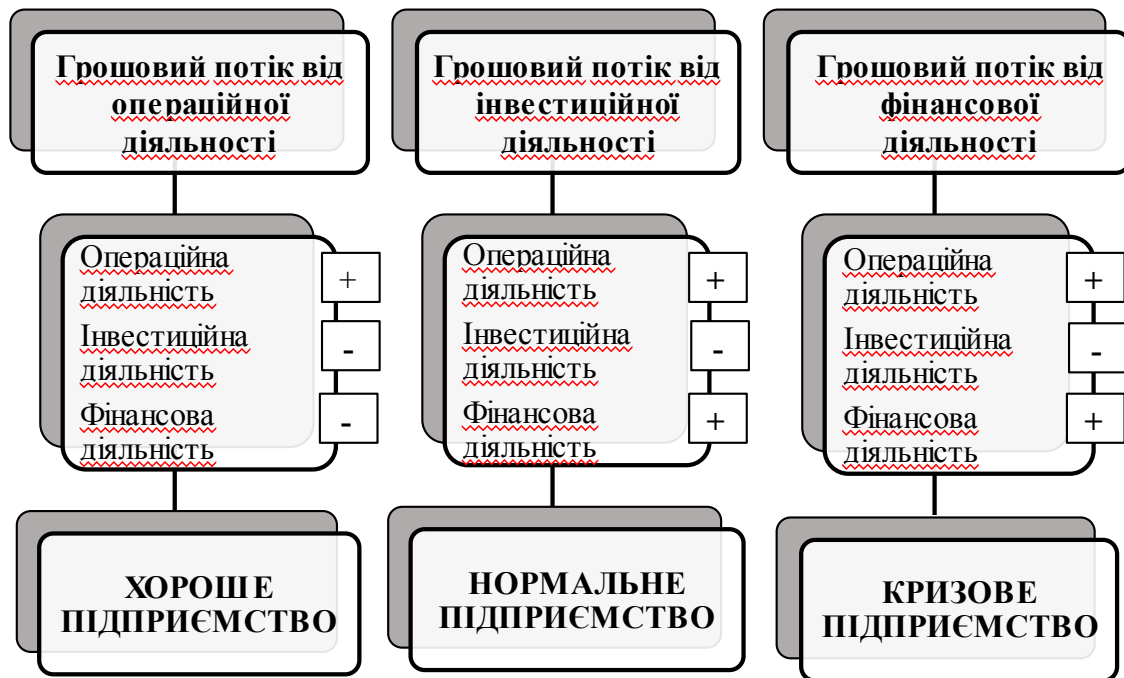 Грошовий потік від
операційної
діяльності
Грошовий потік від
інвестиційної
діяльності
Грошовий потік від
фінансової
діяльності
Операційна
діяльність
+
Інвестиційна
діяльність
-
Фінансова
діяльність
-
Операційна
діяльність
+
Інвестиційна
діяльність
-
Фінансова
діяльність
+
Операційна
діяльність
+
Інвестиційна
діяльність
-
Фінансова
діяльність
+
ХОРОШЕ
ПІДПРИЄМСТВО
НОРМАЛЬНЕ
ПІДПРИЄМСТВО
КРИЗОВЕ
ПІДПРИЄМСТВО